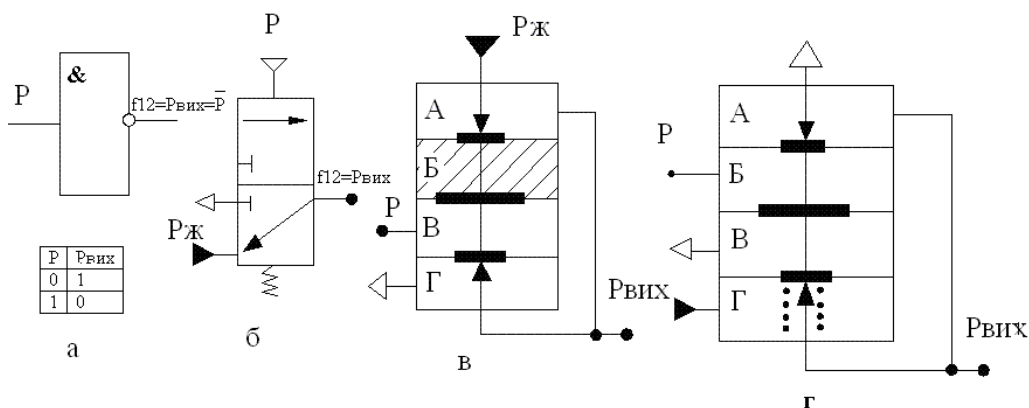 P
&
f12=Pвих=P̅
P Pвих
0 1
1 0
а
P
f12=Pвих
Pж
б
Pж
А
Б
P
В
Г
Pвих
в
P
А
Б
В
Г
Pвих
г